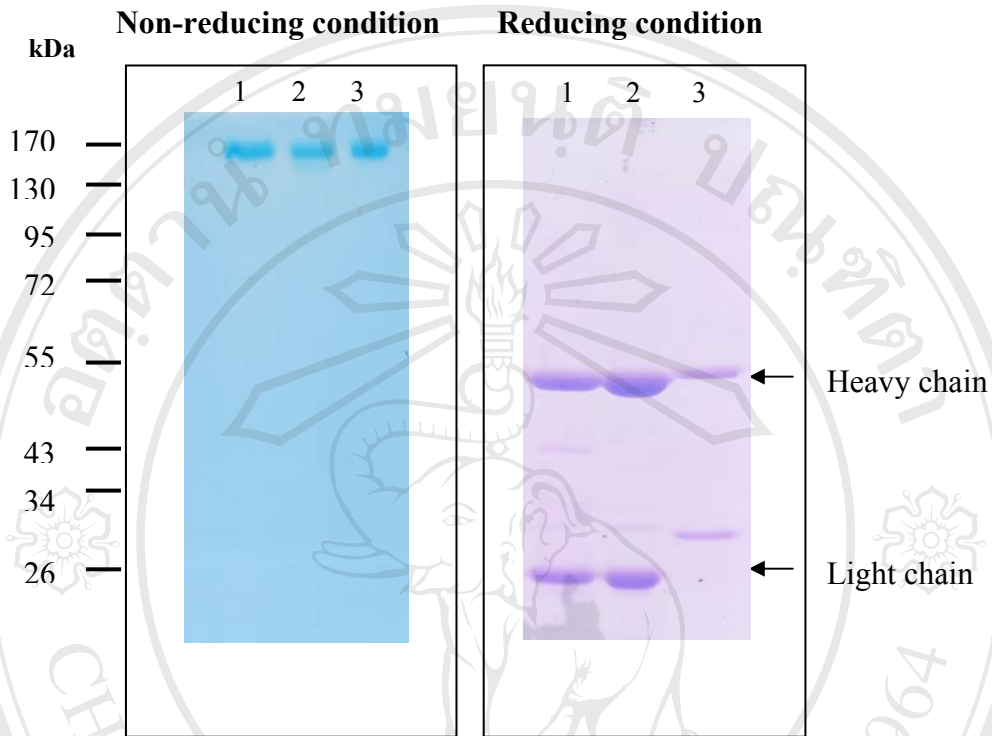 Non-reducing condition
Reducing condition
kDa
1 2 3
1 2 3
170
130
95
72
55
43
34
26
Heavy chain
Light chain
964